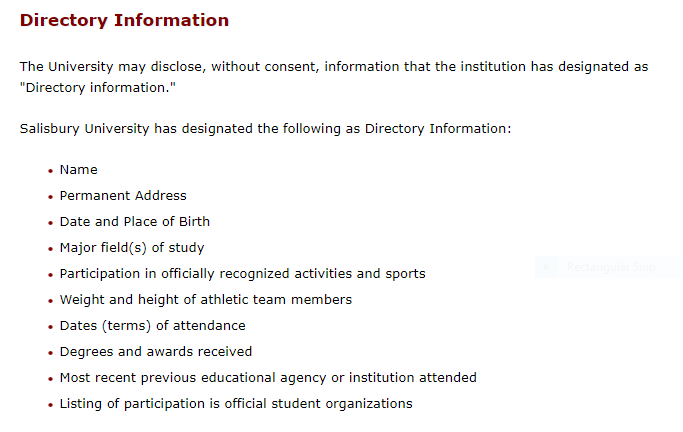 Directory Information
The University may disclose, without consent, information that the institution has designated as
"Directory information."
Salisbury University has designated the following as Directory Information:
• Name
• Permanent Address
• Date and Place of Birth
• Major field(s) of study
• Participation in officially recognized activities and sports
• Weight and height of athletic team members
• Dates (terms) of attendance
• Degrees and awards received
• Most recent previous educational agency or institution attended
• Listing of participation is official student organizations
Rectangular Snip